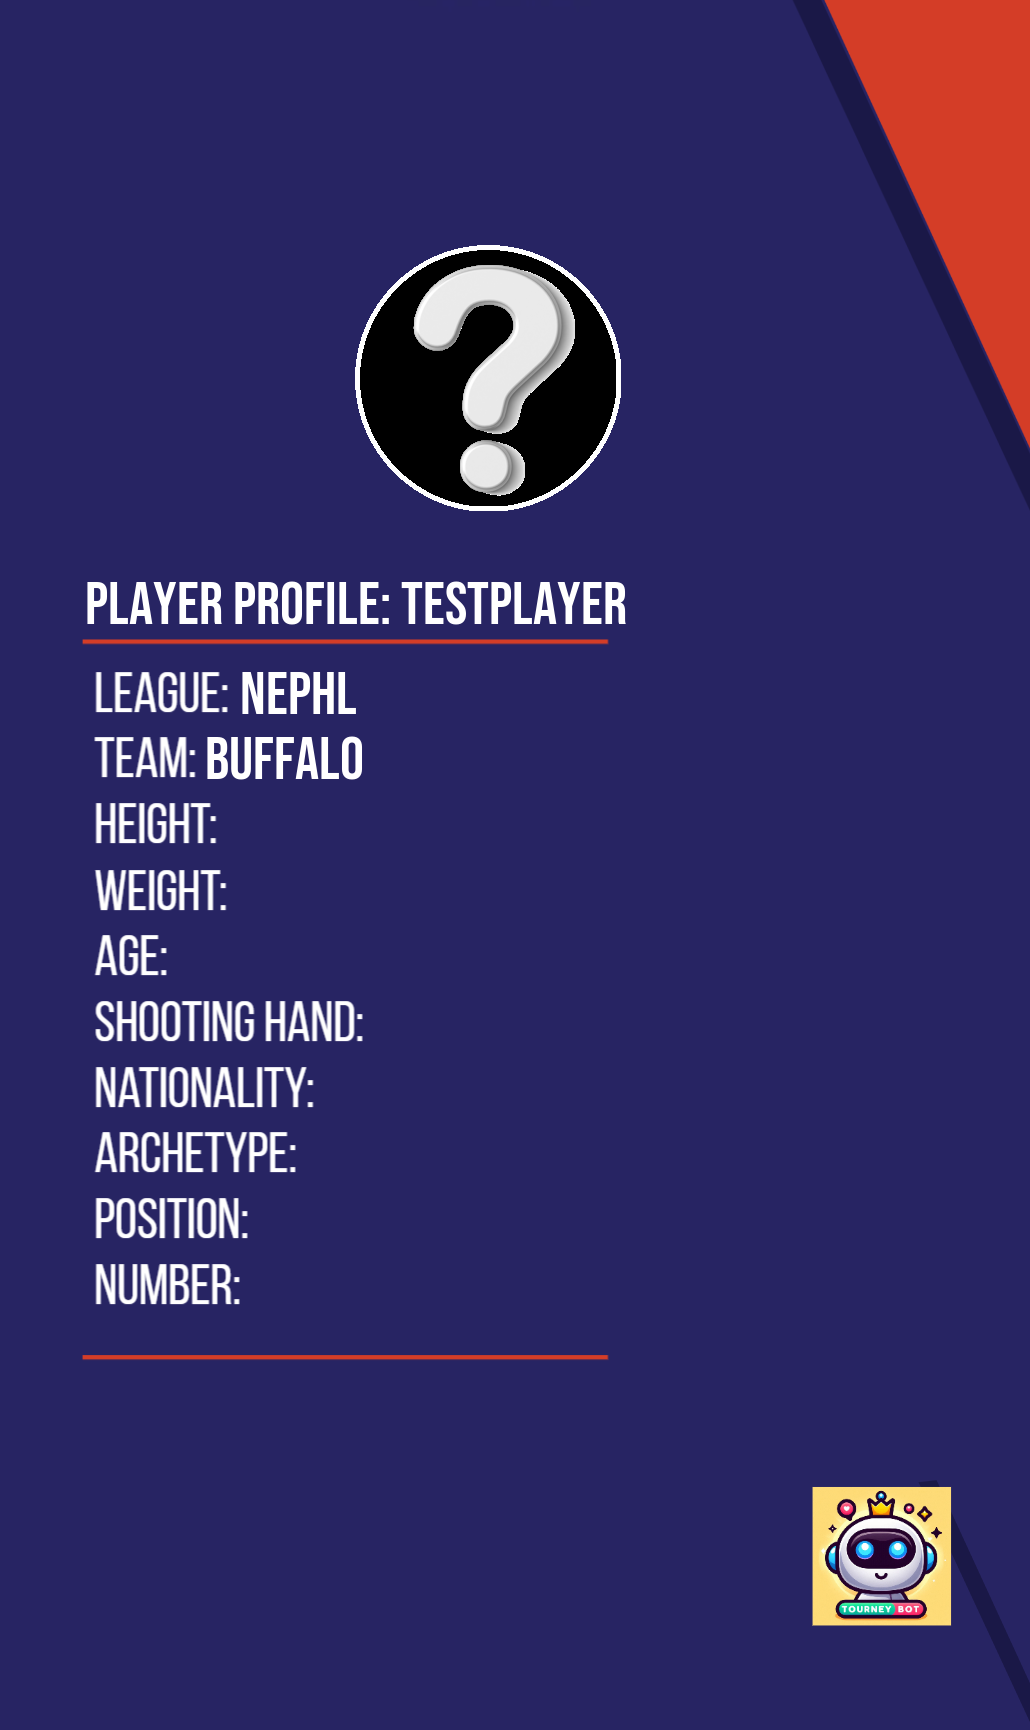 ?
PLAYER PROFILE: TESTPLAYER
LEAGUE: NEPHL
TEAM: BUFFALO
HEIGHT:
WEIGHT:
AGE:
SHOOTING HAND:
NATIONALITY:
ARCHETYPE:
POSITION:
NUMBER:
TOURNEY BOT